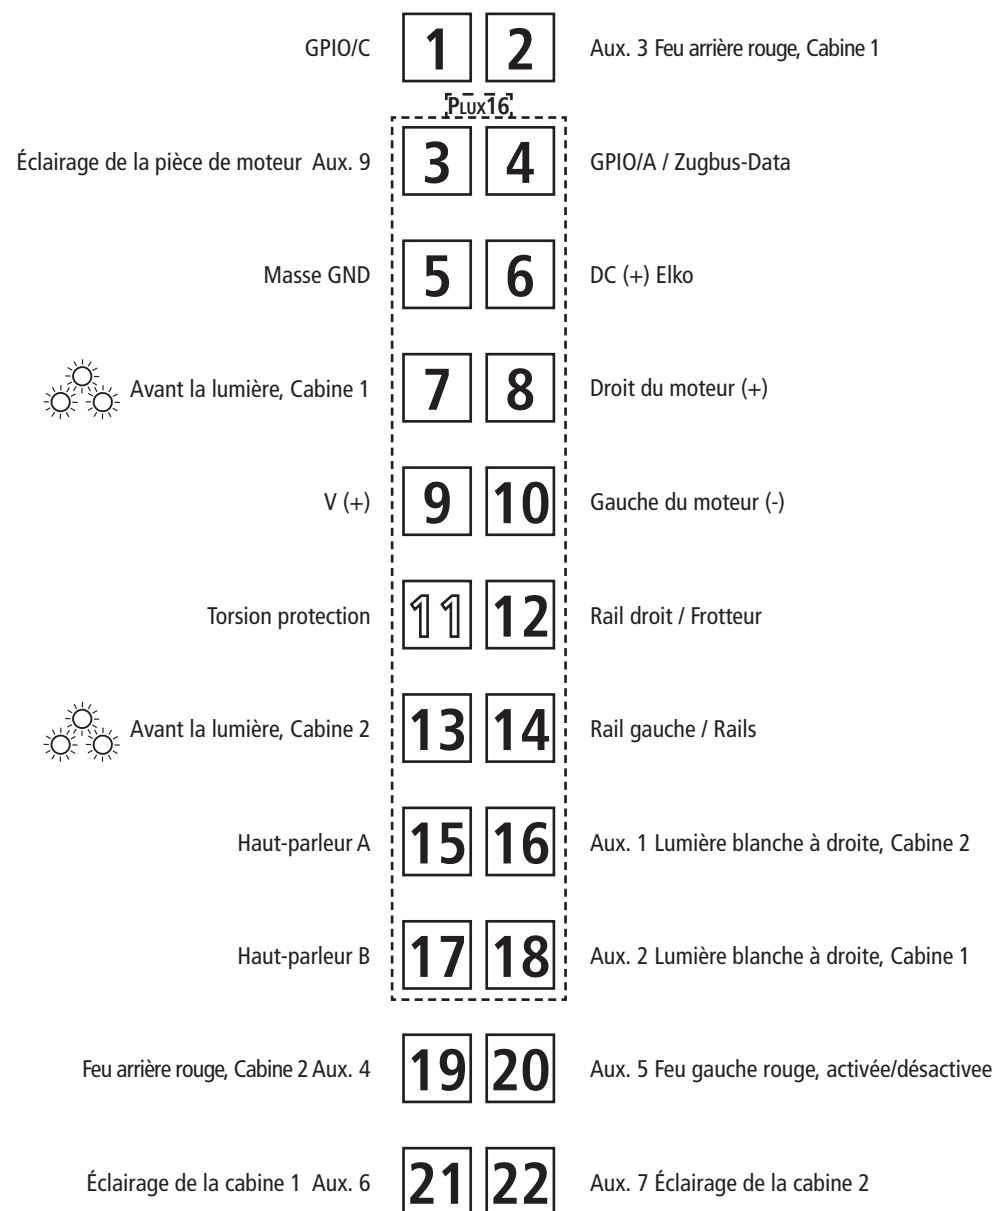 GPIO/C 1 2 Aux. 3 Feu arrière rouge, Cabine 1
PLUX16
Éclairage de la pièce de moteur Aux. 9 3 4 GPIO/A / Zugbus-Data
Masse GND 5 6 DC (+) Elko
Avant la lumière, Cabine 1 7 8 Droit du moteur (+)
V (+) 9 10 Gauche du moteur (-)
Torsion protection 11 12 Rail droit / Frotteur
Avant la lumière, Cabine 2 13 14 Rail gauche / Rails
Haut-parleur A 15 16 Aux. 1 Lumière blanche à droite, Cabine 2
Haut-parleur B 17 18 Aux. 2 Lumière blanche à droite, Cabine 1
Feu arrière rouge, Cabine 2 Aux. 4 19 20 Aux. 5 Feu gauche rouge, activée/désactivee
Éclairage de la cabine 1 Aux. 6 21 22 Aux. 7 Éclairage de la cabine 2